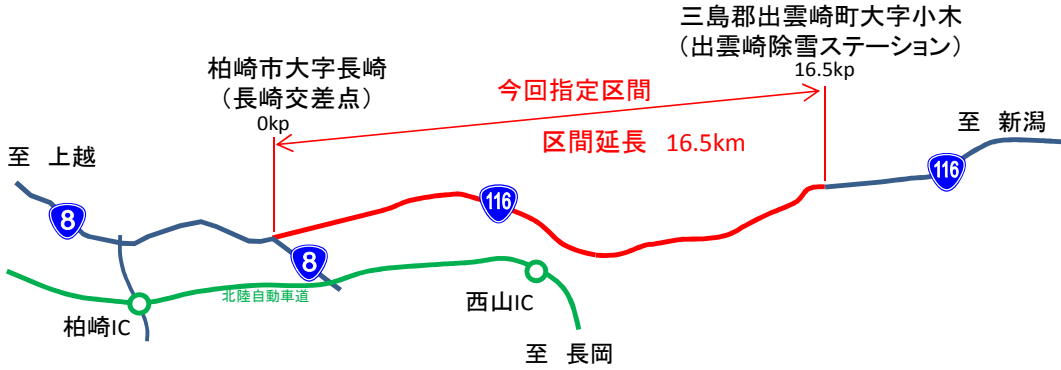 三島郡出雲崎町大字小木
(出雲崎除雪ステーション)
16.5kp
柏崎市大字長崎
(長崎交差点)
0kp
今回指定区間
区間延長 16.5km
至 新潟
至 上越
116
116
8
8
北陸自動車道
柏崎IC
西山IC
至 長岡